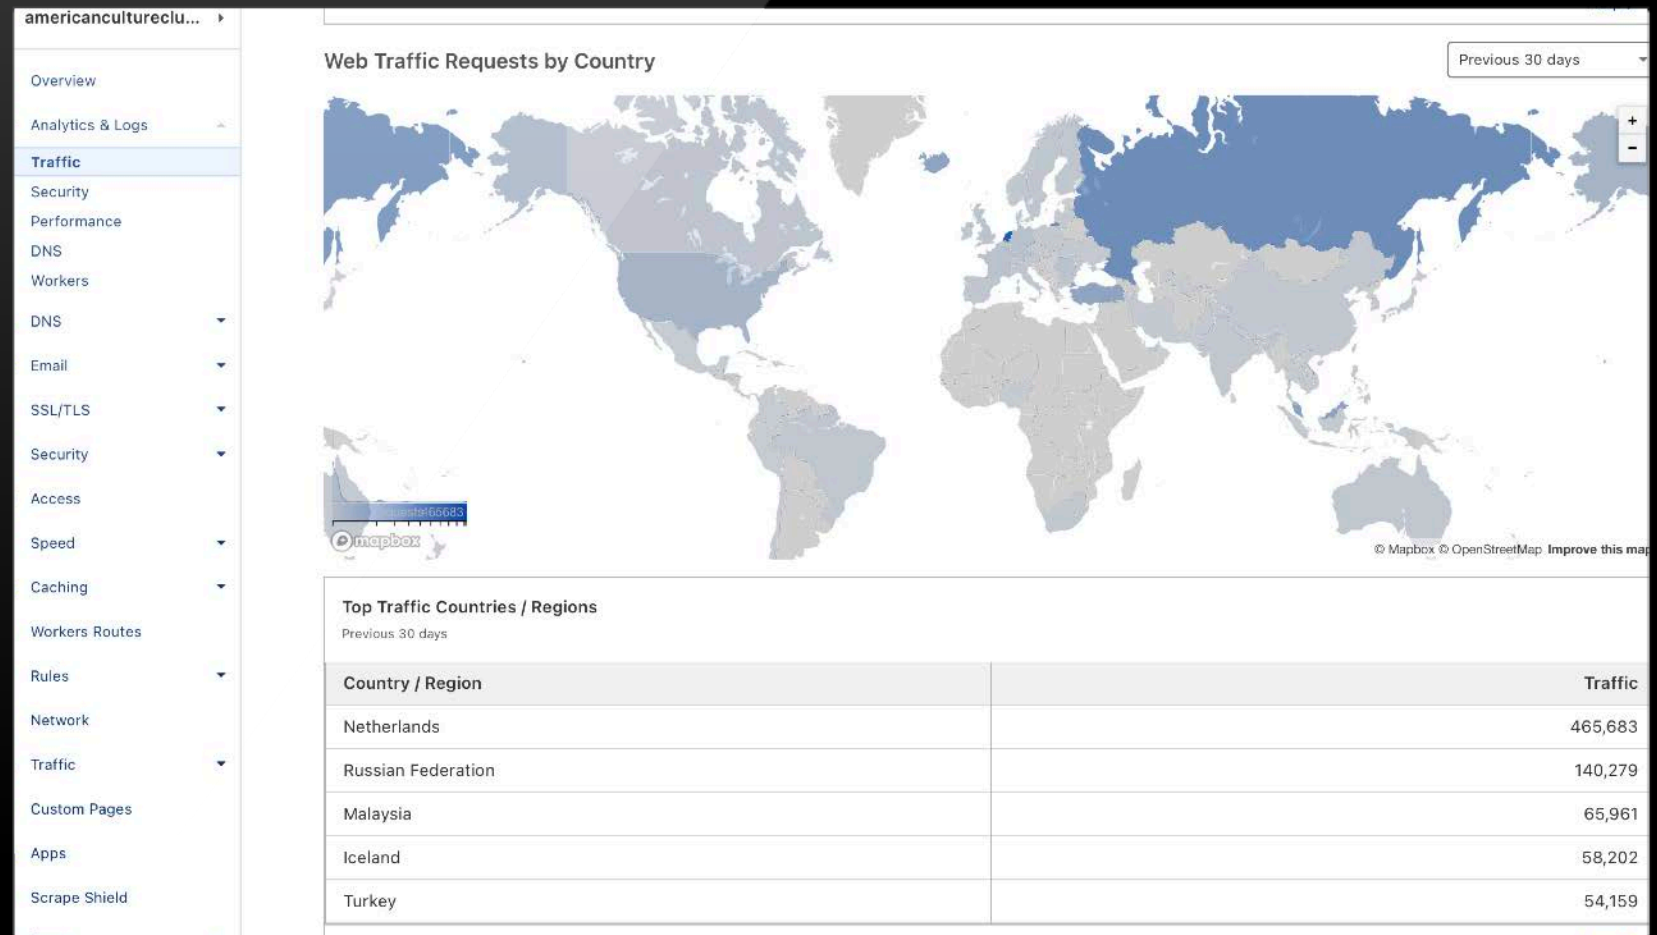 americancultureclu...
Overview
Analytics & Logs
Traffic
Security
Performance
DNS
Workers
DNS
Email
SSL/TLS
Security
Access
Speed
Caching
Workers Routes
Rules
Network
Traffic
Custom Pages
Apps
Scrape Shield
Web Traffic Requests by Country
Previous 30 days
+
−
465683
mapbox
© Mapbox © OpenStreetMap Improve this map
Top Traffic Countries / Regions
Previous 30 days
Country / Region Traffic
Netherlands 465,683
Russian Federation 140,279
Malaysia 65,961
Iceland 58,202
Turkey 54,159